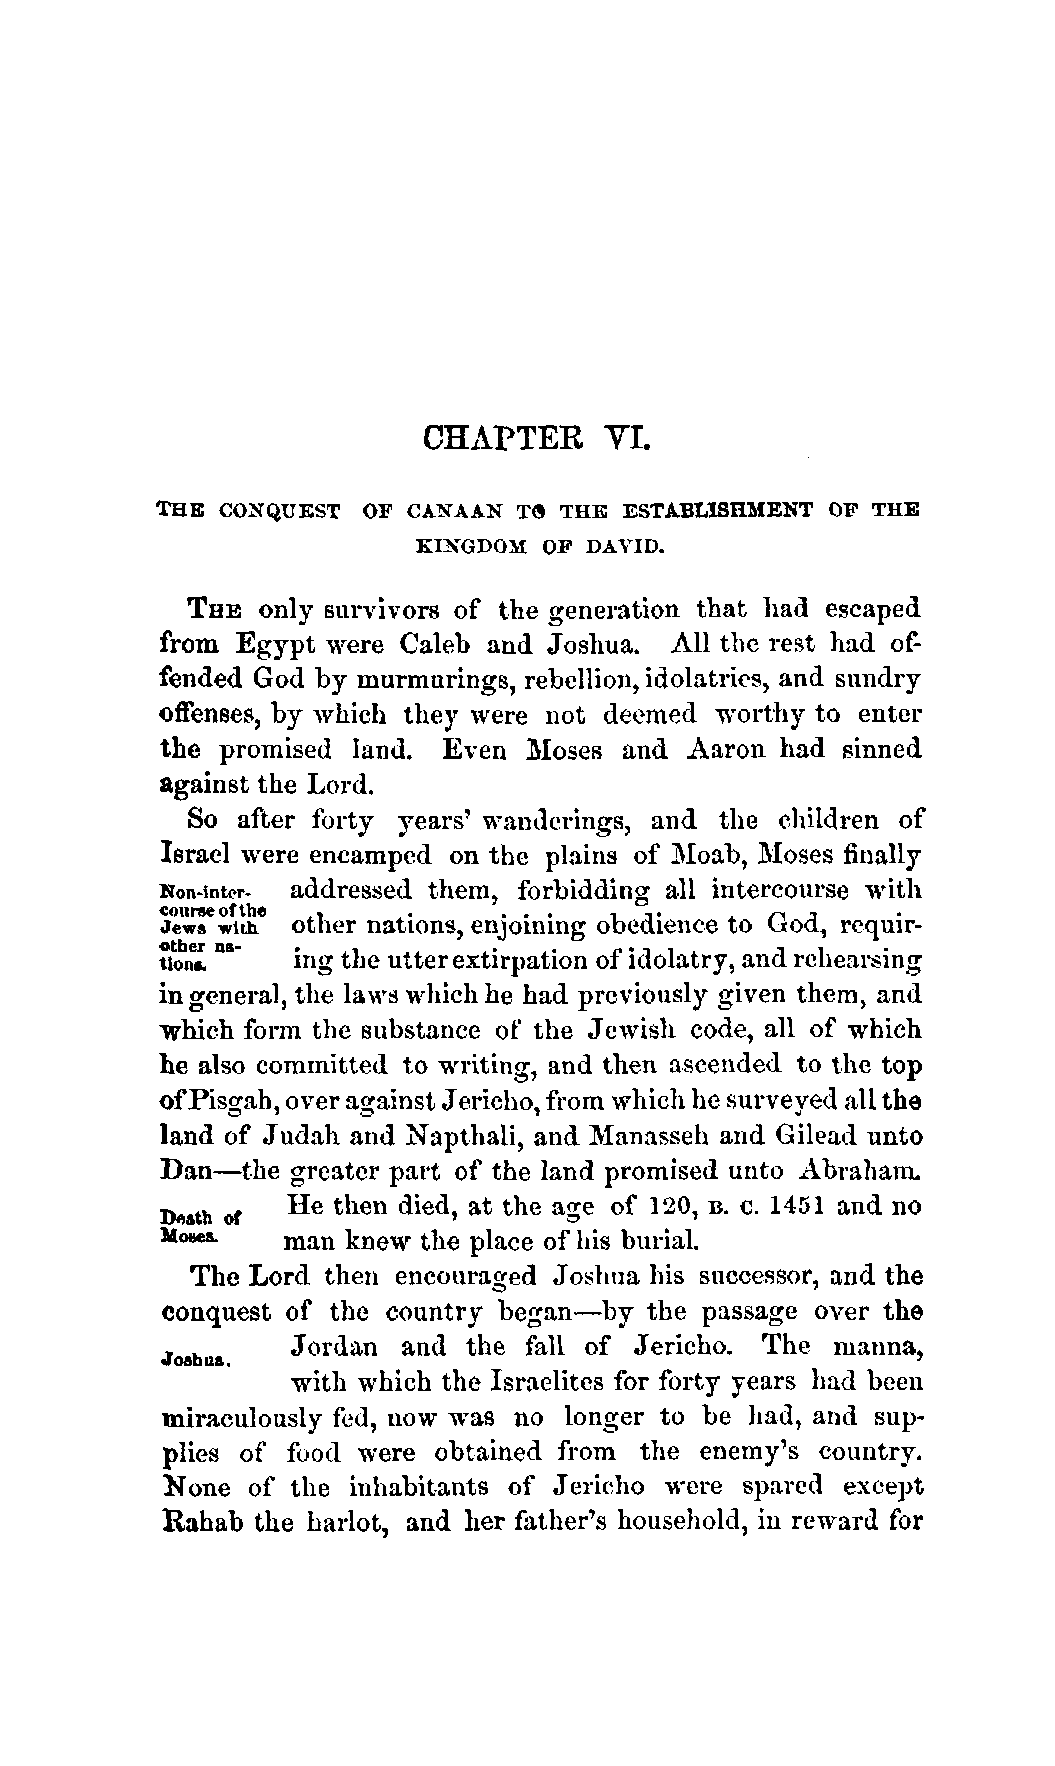 CHAPTER VI.
THE CONQUEST OF CANAAN TO THE ESTABLISHMENT OF THE
KINGDOM OF DAVID.
THE only survivors of the generation that had escaped
from Egypt were Caleb and Joshua. All the rest had of-
fended God by murmurings, rebellion, idolatries, and sundry
offenses, by which they were not deemed worthy to enter
the promised land. Even Moses and Aaron had sinned
against the Lord.
So after forty years' wanderings, and the children of
Israel were encamped on the plains of Moab, Moses finally
Non-inter-
course of the
Jews with
other na-
tions.
addressed them, forbidding all intercourse with
other nations, enjoining obedience to God, requir-
ing the utter extirpation of idolatry, and rehearsing
in general, the laws which he had previously given them, and
which form the substance of the Jewish code, all of which
he also committed to writing, and then ascended to the top
of Pisgah, over against Jericho, from which he surveyed all the
land of Judah and Napthali, and Manasseh and Gilead unto
Dan—the greater part of the land promised unto Abraham.
Death of
Moses.
He then died, at the age of 120, B. C. 1451 and no
man knew the place of his burial.
The Lord then encouraged Joshua his successor, and the
conquest of the country began—by the passage over the
Joshua.
Jordan and the fall of Jericho. The manna,
with which the Israelites for forty years had been
miraculously fed, now was no longer to be had, and sup-
plies of food were obtained from the enemy's country.
None of the inhabitants of Jericho were spared except
Rahab the harlot, and her father's household, in reward for